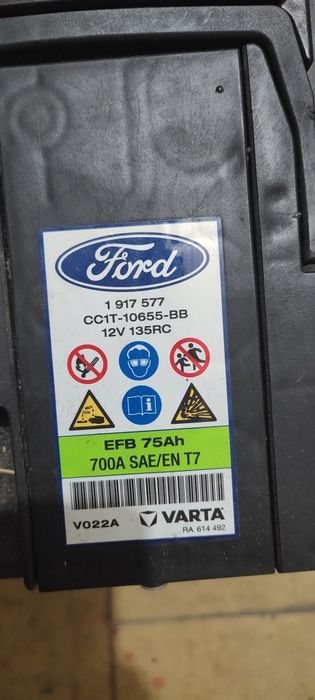 Ford
1 917 577
CC1T-10655-BB
12V 135RC
EFB 75Ah
700A SAE/EN T7
V022A VARTA
RA 614 492